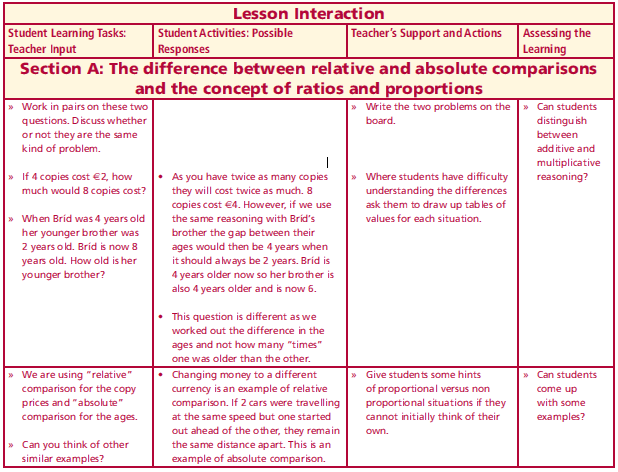 Lesson Interaction
Student Learning Tasks:
Teacher Input
Student Activities: Possible
Responses
Teacher's Support and Actions
Assessing the
Learning
Section A: The difference between relative and absolute comparisons
and the concept of ratios and proportions
» Work in pairs on these two
questions. Discuss whether
or not they are the same
kind of problem.
» If 4 copies cost €2, how
much would 8 copies cost?
» When Brid was 4 years old
her younger brother was
2 years old. Brid is now 8
years old. How old is her
younger brother?
• As you have twice as many copies
they will cost twice as much. 8
copies cost €4. However, if we use
the same reasoning with Brid's
brother the gap between their
ages would then be 4 years when
it should always be 2 years. Brid is
4 years older now so her brother is
also 4 years older and is now 6.
• This question is different as we
worked out the difference in the
ages and not how many "times"
one was older than the other.
» Write the two problems on the
board.
» Where students have difficulty
understanding the differences
ask them to draw up tables of
values for each situation.
» Can students
distinguish
between
additive and
multiplicative
reasoning?
» We are using "relative"
comparison for the copy
prices and "absolute"
comparison for the ages.
» Can you think of other
similar examples?
• Changing money to a different
currency is an example of relative
comparison. If 2 cars were travelling
at the same speed but one started
out ahead of the other, they remain
the same distance apart. This is an
example of absolute comparison.
» Give students some hints
of proportional versus non
proportional situations if they
cannot initially think of their
own.
» Can students
come up
with some
examples?